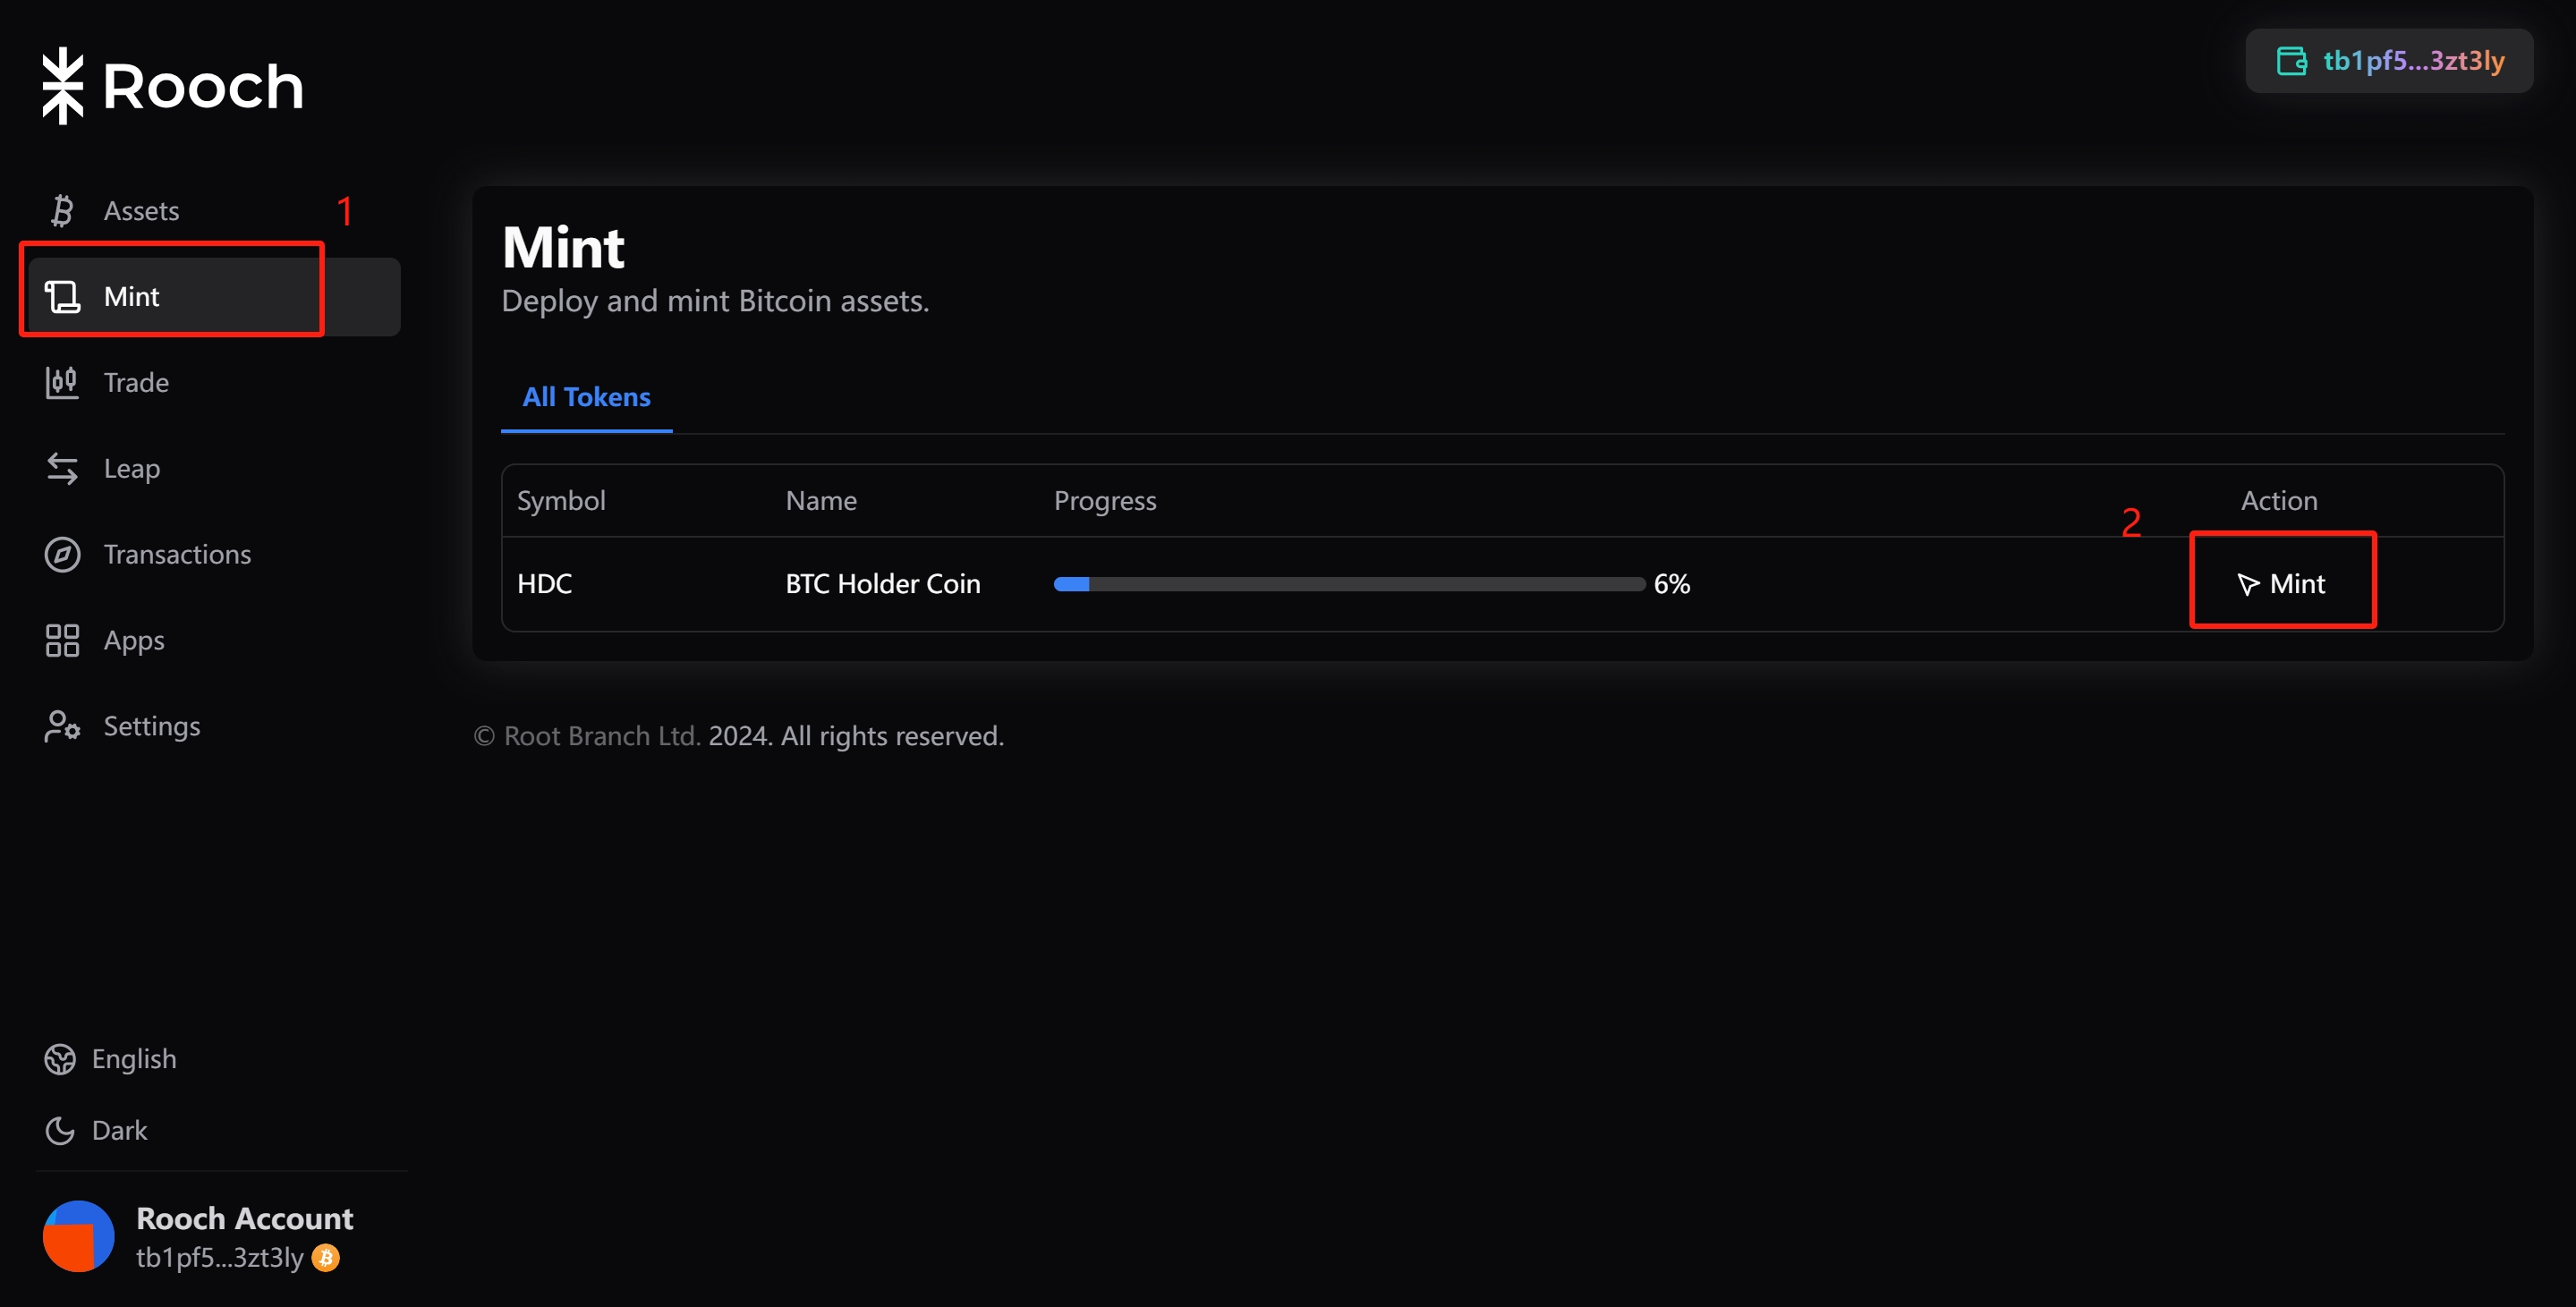 Rooch
tb1pf5...3zt3ly
Assets
1
Mint
Trade
Leap
Transactions
Apps
Settings
Mint
Deploy and mint Bitcoin assets.
All Tokens
Symbol Name Progress Action
2
HDC BTC Holder Coin 6% Mint
© Root Branch Ltd. 2024. All rights reserved.
English
Dark
Rooch Account
tb1pf5...3zt3ly